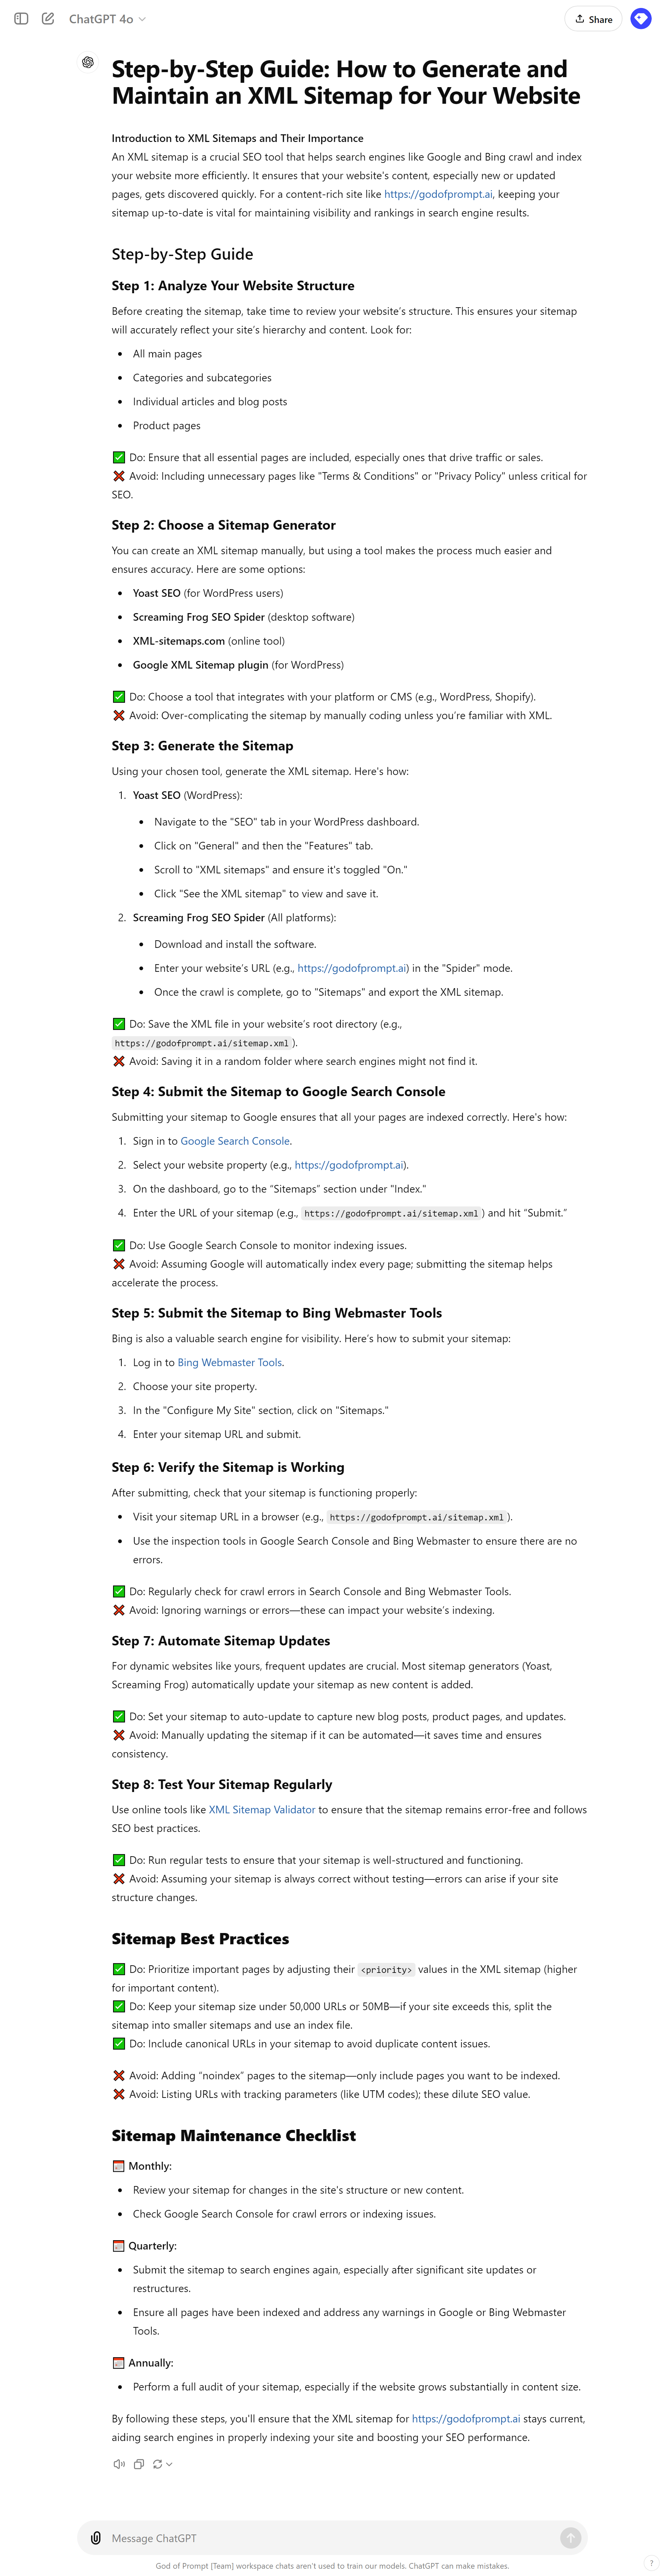 ChatGPT 4o
Share
Step-by-Step Guide: How to Generate and
Maintain an XML Sitemap for Your Website
Introduction to XML Sitemaps and Their Importance
An XML sitemap is a crucial SEO tool that helps search engines like Google and Bing crawl and index
your website more efficiently. It ensures that your website's content, especially new or updated
pages, gets discovered quickly. For a content-rich site like https://godofprompt.ai, keeping your
sitemap up-to-date is vital for maintaining visibility and rankings in search engine results.
Step-by-Step Guide
Step 1: Analyze Your Website Structure
Before creating the sitemap, take time to review your website's structure. This ensures your sitemap
will accurately reflect your site's hierarchy and content. Look for:
• All main pages
• Categories and subcategories
• Individual articles and blog posts
• Product pages
✅ Do: Ensure that all essential pages are included, especially ones that drive traffic or sales.
❌ Avoid: Including unnecessary pages like "Terms & Conditions" or "Privacy Policy" unless critical for
SEO.
Step 2: Choose a Sitemap Generator
You can create an XML sitemap manually, but using a tool makes the process much easier and
ensures accuracy. Here are some options:
• Yoast SEO (for WordPress users)
• Screaming Frog SEO Spider (desktop software)
• XML-sitemaps.com (online tool)
• Google XML Sitemap plugin (for WordPress)
✅ Do: Choose a tool that integrates with your platform or CMS (e.g., WordPress, Shopify).
❌ Avoid: Over-complicating the sitemap by manually coding unless you're familiar with XML.
Step 3: Generate the Sitemap
Using your chosen tool, generate the XML sitemap. Here's how:
1. Yoast SEO (WordPress):
• Navigate to the "SEO" tab in your WordPress dashboard.
• Click on "General" and then the "Features" tab.
• Scroll to "XML sitemaps" and ensure it's toggled "On."
• Click "See the XML sitemap" to view and save it.
2. Screaming Frog SEO Spider (All platforms):
• Download and install the software.
• Enter your website's URL (e.g., https://godofprompt.ai) in the "Spider" mode.
• Once the crawl is complete, go to "Sitemaps" and export the XML sitemap.
✅ Do: Save the XML file in your website's root directory (e.g.,
https://godofprompt.ai/sitemap.xml ).
❌ Avoid: Saving it in a random folder where search engines might not find it.
Step 4: Submit the Sitemap to Google Search Console
Submitting your sitemap to Google ensures that all your pages are indexed correctly. Here's how:
1. Sign in to Google Search Console.
2. Select your website property (e.g., https://godofprompt.ai).
3. On the dashboard, go to the "Sitemaps" section under "Index."
4. Enter the URL of your sitemap (e.g., https://godofprompt.ai/sitemap.xml ) and hit "Submit."
✅ Do: Use Google Search Console to monitor indexing issues.
❌ Avoid: Assuming Google will automatically index every page; submitting the sitemap helps
accelerate the process.
Step 5: Submit the Sitemap to Bing Webmaster Tools
Bing is also a valuable search engine for visibility. Here's how to submit your sitemap:
1. Log in to Bing Webmaster Tools.
2. Choose your site property.
3. In the "Configure My Site" section, click on "Sitemaps."
4. Enter your sitemap URL and submit.
Step 6: Verify the Sitemap is Working
After submitting, check that your sitemap is functioning properly:
• Visit your sitemap URL in a browser (e.g., https://godofprompt.ai/sitemap.xml ).
• Use the inspection tools in Google Search Console and Bing Webmaster to ensure there are no
errors.
✅ Do: Regularly check for crawl errors in Search Console and Bing Webmaster Tools.
❌ Avoid: Ignoring warnings or errors—these can impact your website's indexing.
Step 7: Automate Sitemap Updates
For dynamic websites like yours, frequent updates are crucial. Most sitemap generators (Yoast,
Screaming Frog) automatically update your sitemap as new content is added.
✅ Do: Set your sitemap to auto-update to capture new blog posts, product pages, and updates.
❌ Avoid: Manually updating the sitemap if it can be automated—it saves time and ensures
consistency.
Step 8: Test Your Sitemap Regularly
Use online tools like XML Sitemap Validator to ensure that the sitemap remains error-free and follows
SEO best practices.
✅ Do: Run regular tests to ensure that your sitemap is well-structured and functioning.
❌ Avoid: Assuming your sitemap is always correct without testing—errors can arise if your site
structure changes.
Sitemap Best Practices
✅ Do: Prioritize important pages by adjusting their <priority> values in the XML sitemap (higher
for important content).
✅ Do: Keep your sitemap size under 50,000 URLs or 50MB—if your site exceeds this, split the
sitemap into smaller sitemaps and use an index file.
✅ Do: Include canonical URLs in your sitemap to avoid duplicate content issues.
❌ Avoid: Adding "noindex" pages to the sitemap—only include pages you want to be indexed.
❌ Avoid: Listing URLs with tracking parameters (like UTM codes); these dilute SEO value.
Sitemap Maintenance Checklist
📅 Monthly:
• Review your sitemap for changes in the site's structure or new content.
• Check Google Search Console for crawl errors or indexing issues.
📅 Quarterly:
• Submit the sitemap to search engines again, especially after significant site updates or
restructures.
• Ensure all pages have been indexed and address any warnings in Google or Bing Webmaster
Tools.
📅 Annually:
• Perform a full audit of your sitemap, especially if the website grows substantially in content size.
By following these steps, you'll ensure that the XML sitemap for https://godofprompt.ai stays current,
aiding search engines in properly indexing your site and boosting your SEO performance.
Message ChatGPT
God of Prompt [Team] workspace chats aren't used to train our models. ChatGPT can make mistakes.
?